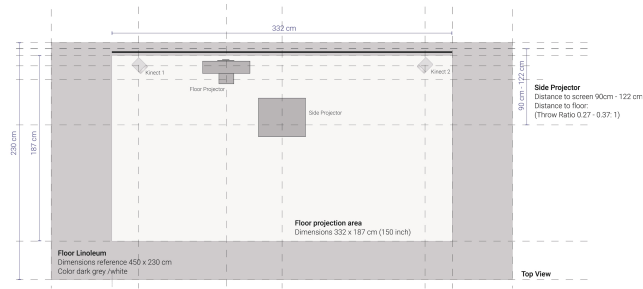 332 cm
Kinect 1
Kinect 2
Floor Projector
Side Projector
90 cm - 122 cm
Side Projector
Distance to screen 90cm - 122 cm
Distance to floor:
(Throw Ratio 0.27 - 0.37: 1)
230 cm
187 cm
Floor projection area
Dimensions 332 x 187 cm (150 inch)
Floor Linoleum
Dimensions reference 450 x 230 cm
Color dark grey /white
Top View